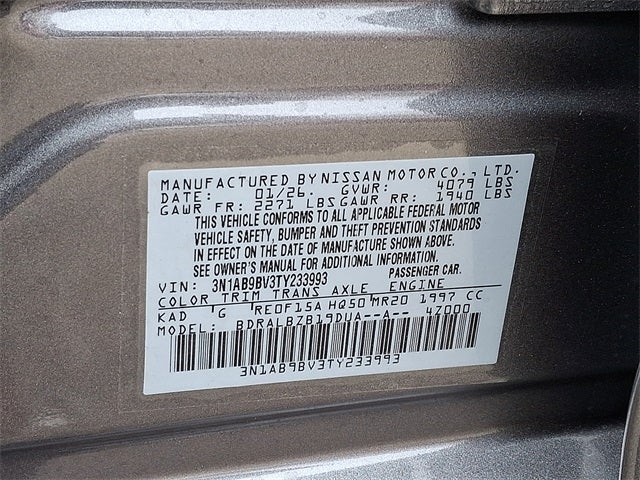 MANUFACTURED BY NISSAN MOTOR CO., LTD.
DATE: 01/26. GVWR: 4079 LBS
GAWR FR: 2271 LBS GAWR RR: 1940 LBS
THIS VEHICLE CONFORMS TO ALL APPLICABLE FEDERAL MOTOR
VEHICLE SAFETY, BUMPER AND THEFT PREVENTION STANDARDS
IN EFFECT ON THE DATE OF MANUFACTURE SHOWN ABOVE.
SEE OWNER'S MANUAL FOR ADDITIONAL INFORMATION.
VIN: 3N1AB9BV3TY233993 PASSENGER CAR.
COLOR TRIM TRANS AXLE ENGINE
KAD G RE0F15A HQ50 MR20 1997 CC
MODEL: BDRALBZB19DUA--A-- 4Z000
3N1AB9BV3TY233993